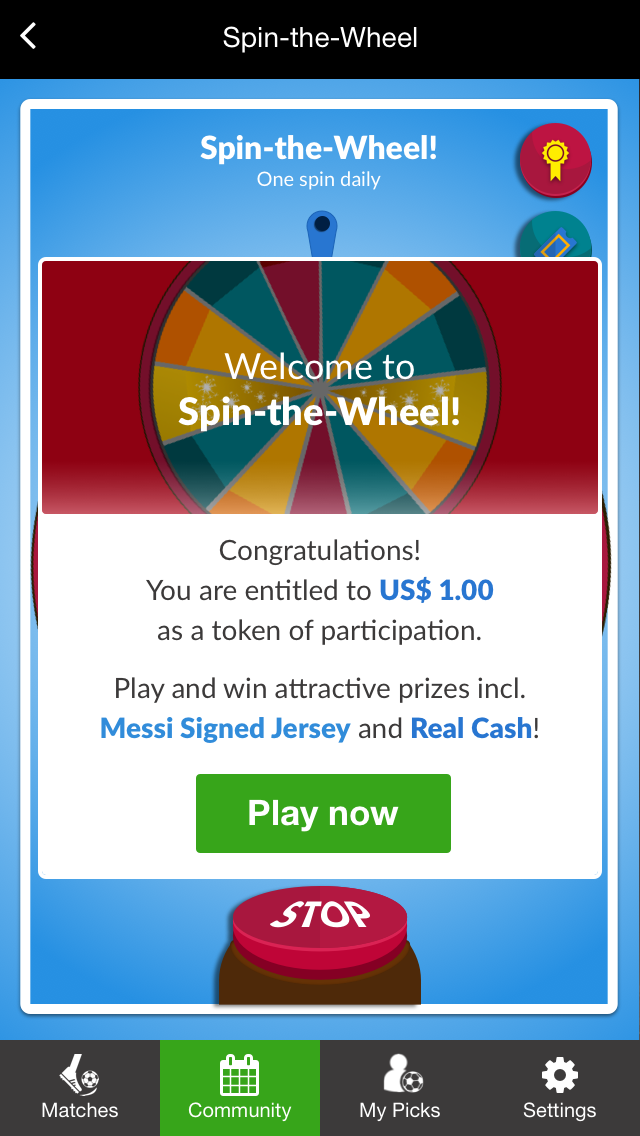 Spin-the-Wheel
Spin-the-Wheel!
One spin daily
Welcome to
Spin-the-Wheel!
Congratulations!
You are entitled to US$ 1.00
as a token of participation.
Play and win attractive prizes incl.
Messi Signed Jersey and Real Cash!
Play now
STOP
Matches
Community
My Picks
Settings